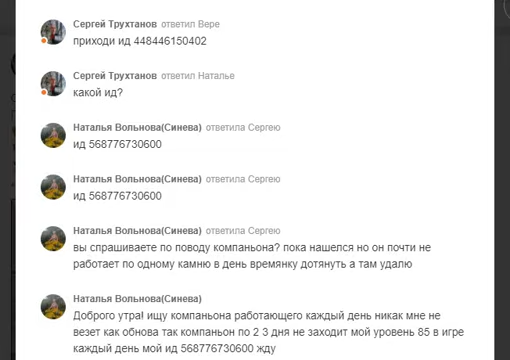 Сергей Трухтанов ответил Вере
приходи ид 448446150402
Сергей Трухтанов ответил Наталье
какой ид?
Наталья Вольнова(Синева) ответила Сергею
ид 568776730600
Наталья Вольнова(Синева) ответила Сергею
ид 568776730600
Наталья Вольнова(Синева) ответила Сергею
вы спрашиваете по поводу компаньона? пока нашелся но он почти не
работает по одному камню в день времянку дотянуть а там удалю
Наталья Вольнова(Синева)
Доброго утра! ищу компаньона работающего каждый день никак мне не
везет как обнова так компаньон по 2 3 дня не заходит мой уровень 85 в игре
каждый день мой ид 568776730600 жду